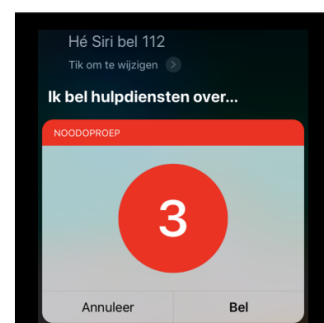 Hé Siri bel 112
Tik om te wijzigen
Ik bel hulpdiensten over...
NOODOPROEP
3
Annuleer Bel